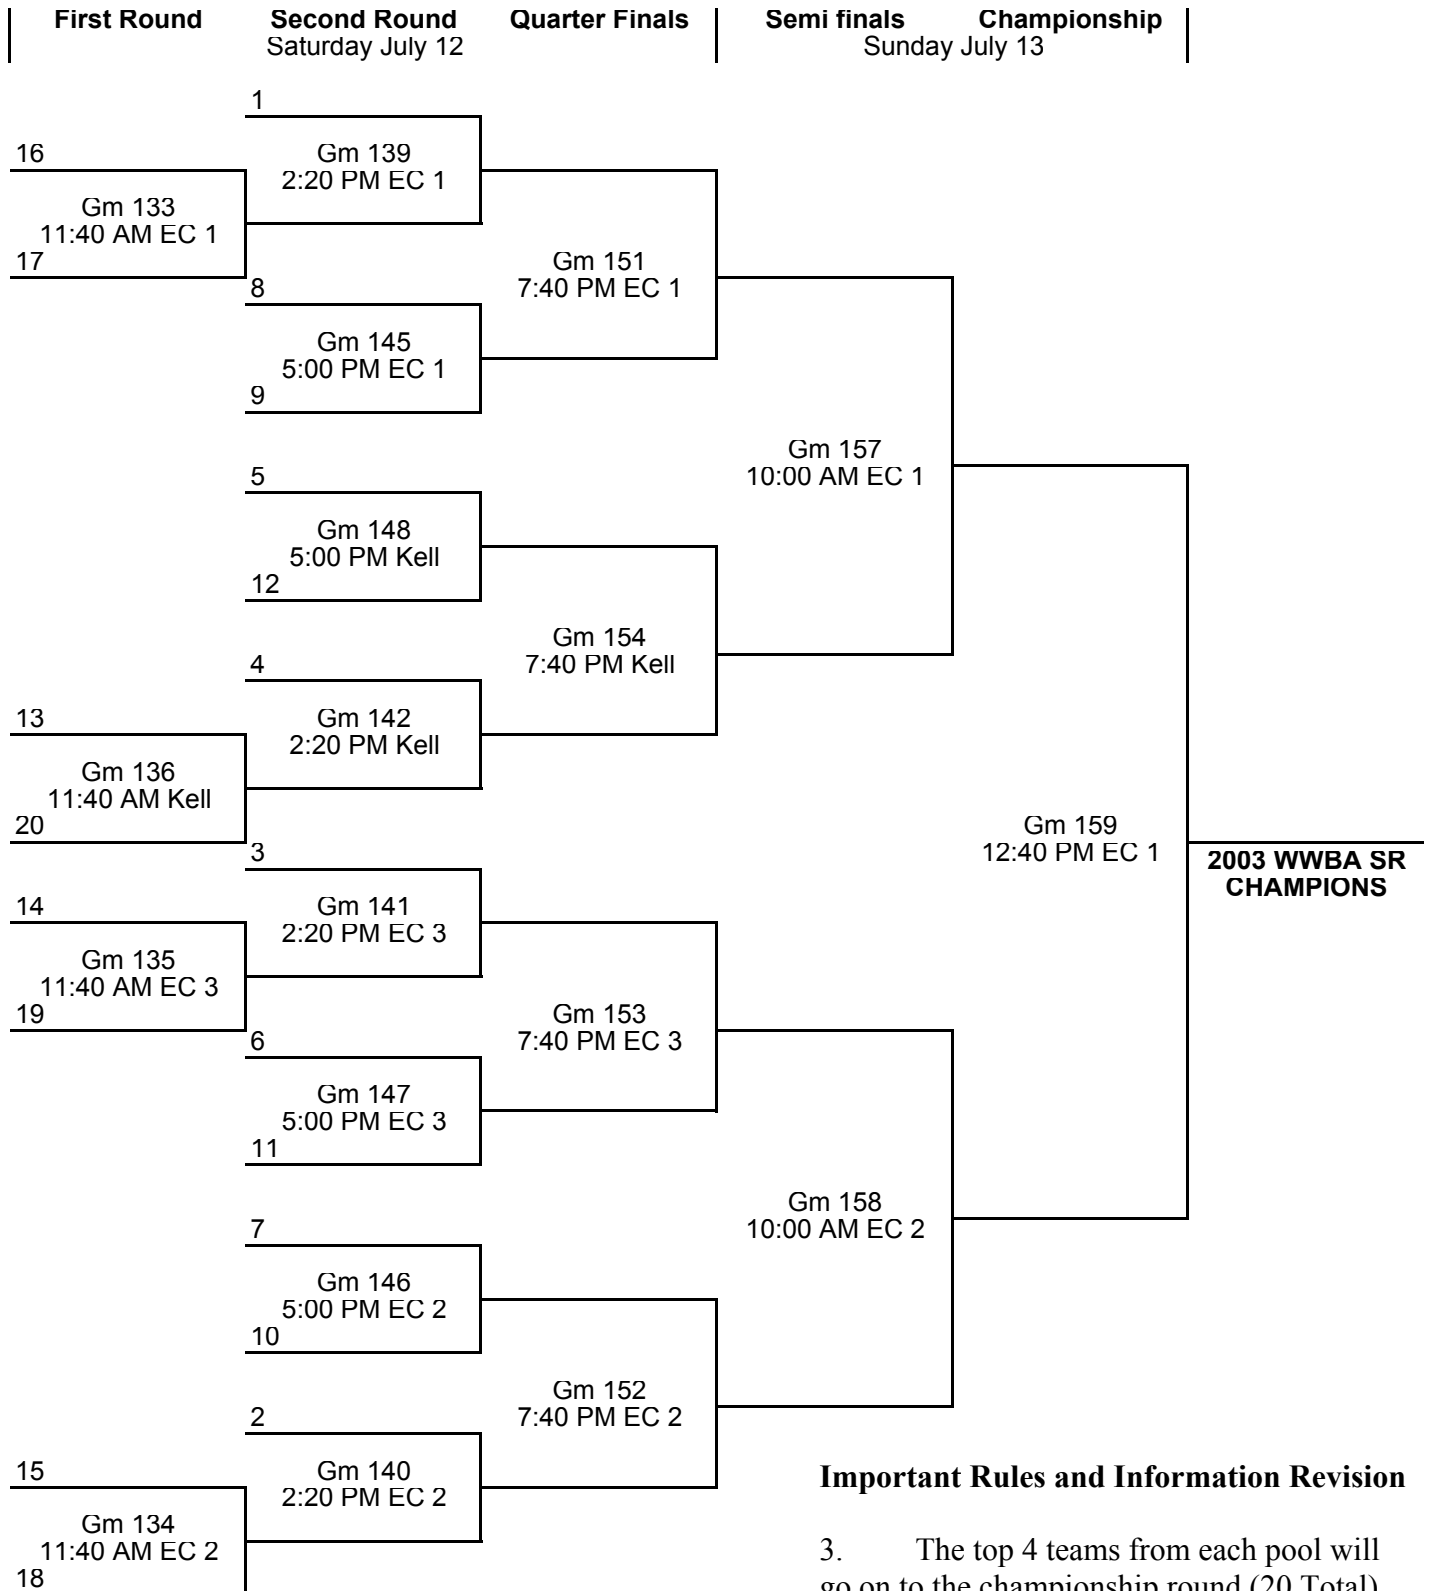 First Round Second Round Quarter Finals Semi finals Championship
Saturday July 12 Sunday July 13
1
16
Gm 139
2:20 PM EC 1
Gm 133
11:40 AM EC 1
17
8
Gm 151
7:40 PM EC 1
Gm 145
5:00 PM EC 1
9
Gm 157
10:00 AM EC 1
5
Gm 148
5:00 PM Kell
12
Gm 154
7:40 PM Kell
4
13
Gm 142
2:20 PM Kell
Gm 136
11:40 AM Kell
20
Gm 159
12:40 PM EC 1
2003 WWBA SR
CHAMPIONS
3
14
Gm 141
2:20 PM EC 3
Gm 135
11:40 AM EC 3
19
Gm 153
7:40 PM EC 3
6
Gm 147
5:00 PM EC 3
11
Gm 158
10:00 AM EC 2
7
Gm 146
5:00 PM EC 2
10
Gm 152
7:40 PM EC 2
2
15
Gm 140
2:20 PM EC 2
Gm 134
11:40 AM EC 2
18
Important Rules and Information Revision
3. The top 4 teams from each pool will
go on to the championship round (20 Total)